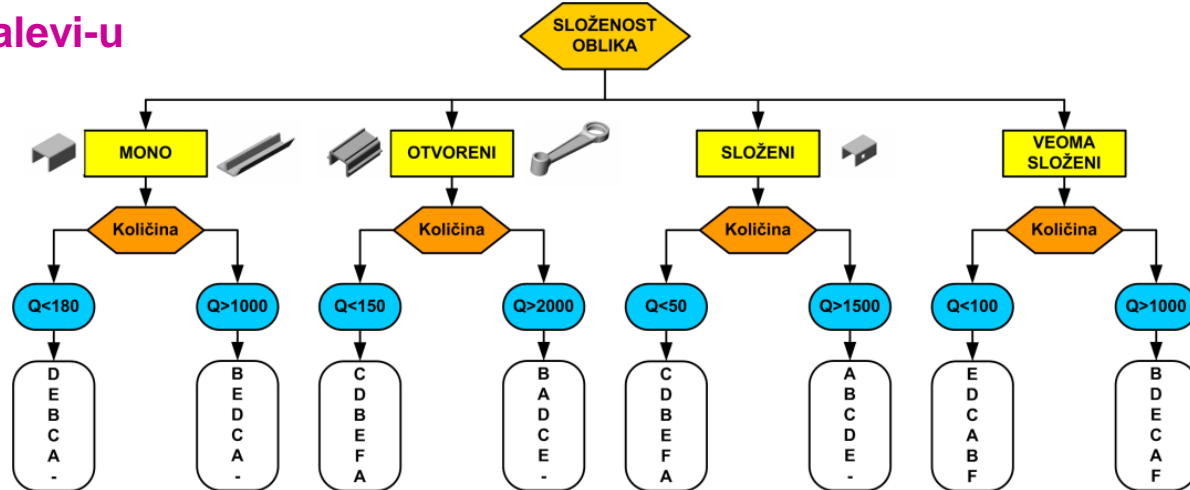 alevi-u
SLOŽENOST
OBLIKA
MONO
OTVORENI
SLOŽENI
VEOMA
SLOŽENI
Količina
Količina
Količina
Količina
Q<180
Q>1000
Q<150
Q>2000
Q<50
Q>1500
Q<100
Q>1000
D
E
B
C
A
-
B
E
D
C
A
-
C
D
B
E
F
A
B
A
D
C
E
-
C
D
B
E
F
A
A
B
C
D
E
-
E
D
C
A
B
F
B
D
E
C
A
F